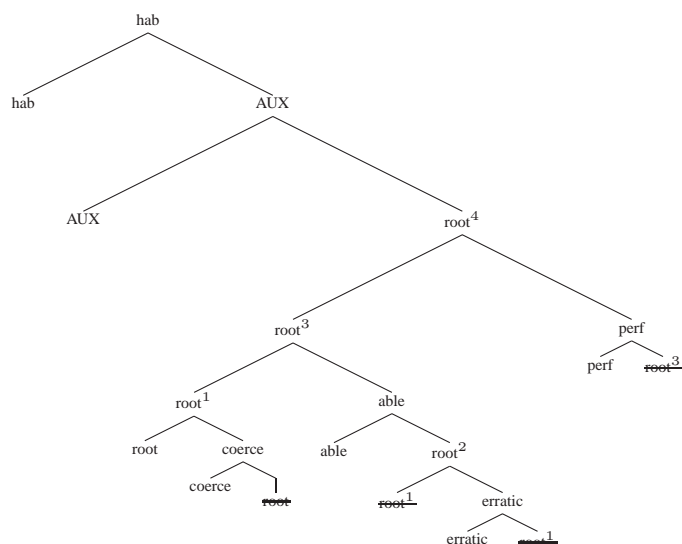 hab
hab AUX
AUX root⁴
root³ perf
perf root³
root¹ able
root coerce able root²
coerce root root¹ erratic
erratic root¹